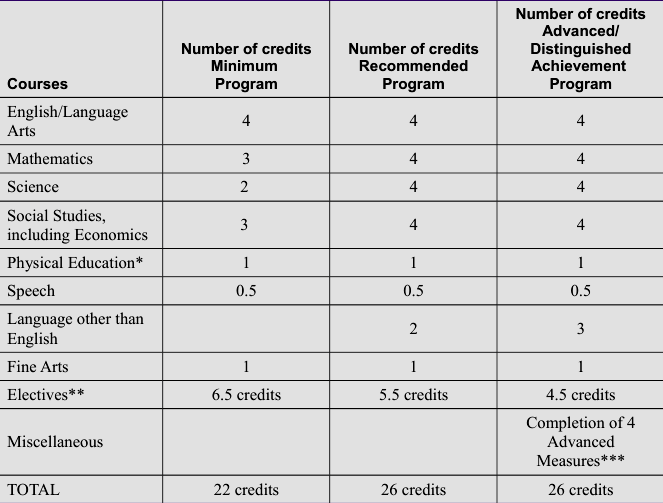 Courses
Number of credits
Minimum
Program
Number of credits
Recommended
Program
Number of credits
Advanced/
Distinguished
Achievement
Program
English/Language
Arts
4
4
4
Mathematics
3
4
4
Science
2
4
4
Social Studies,
including Economics
3
4
4
Physical Education*
1
1
1
Speech
0.5
0.5
0.5
Language other than
English
2
3
Fine Arts
1
1
1
Electives**
6.5 credits
5.5 credits
4.5 credits
Miscellaneous
Completion of 4
Advanced
Measures***
TOTAL
22 credits
26 credits
26 credits